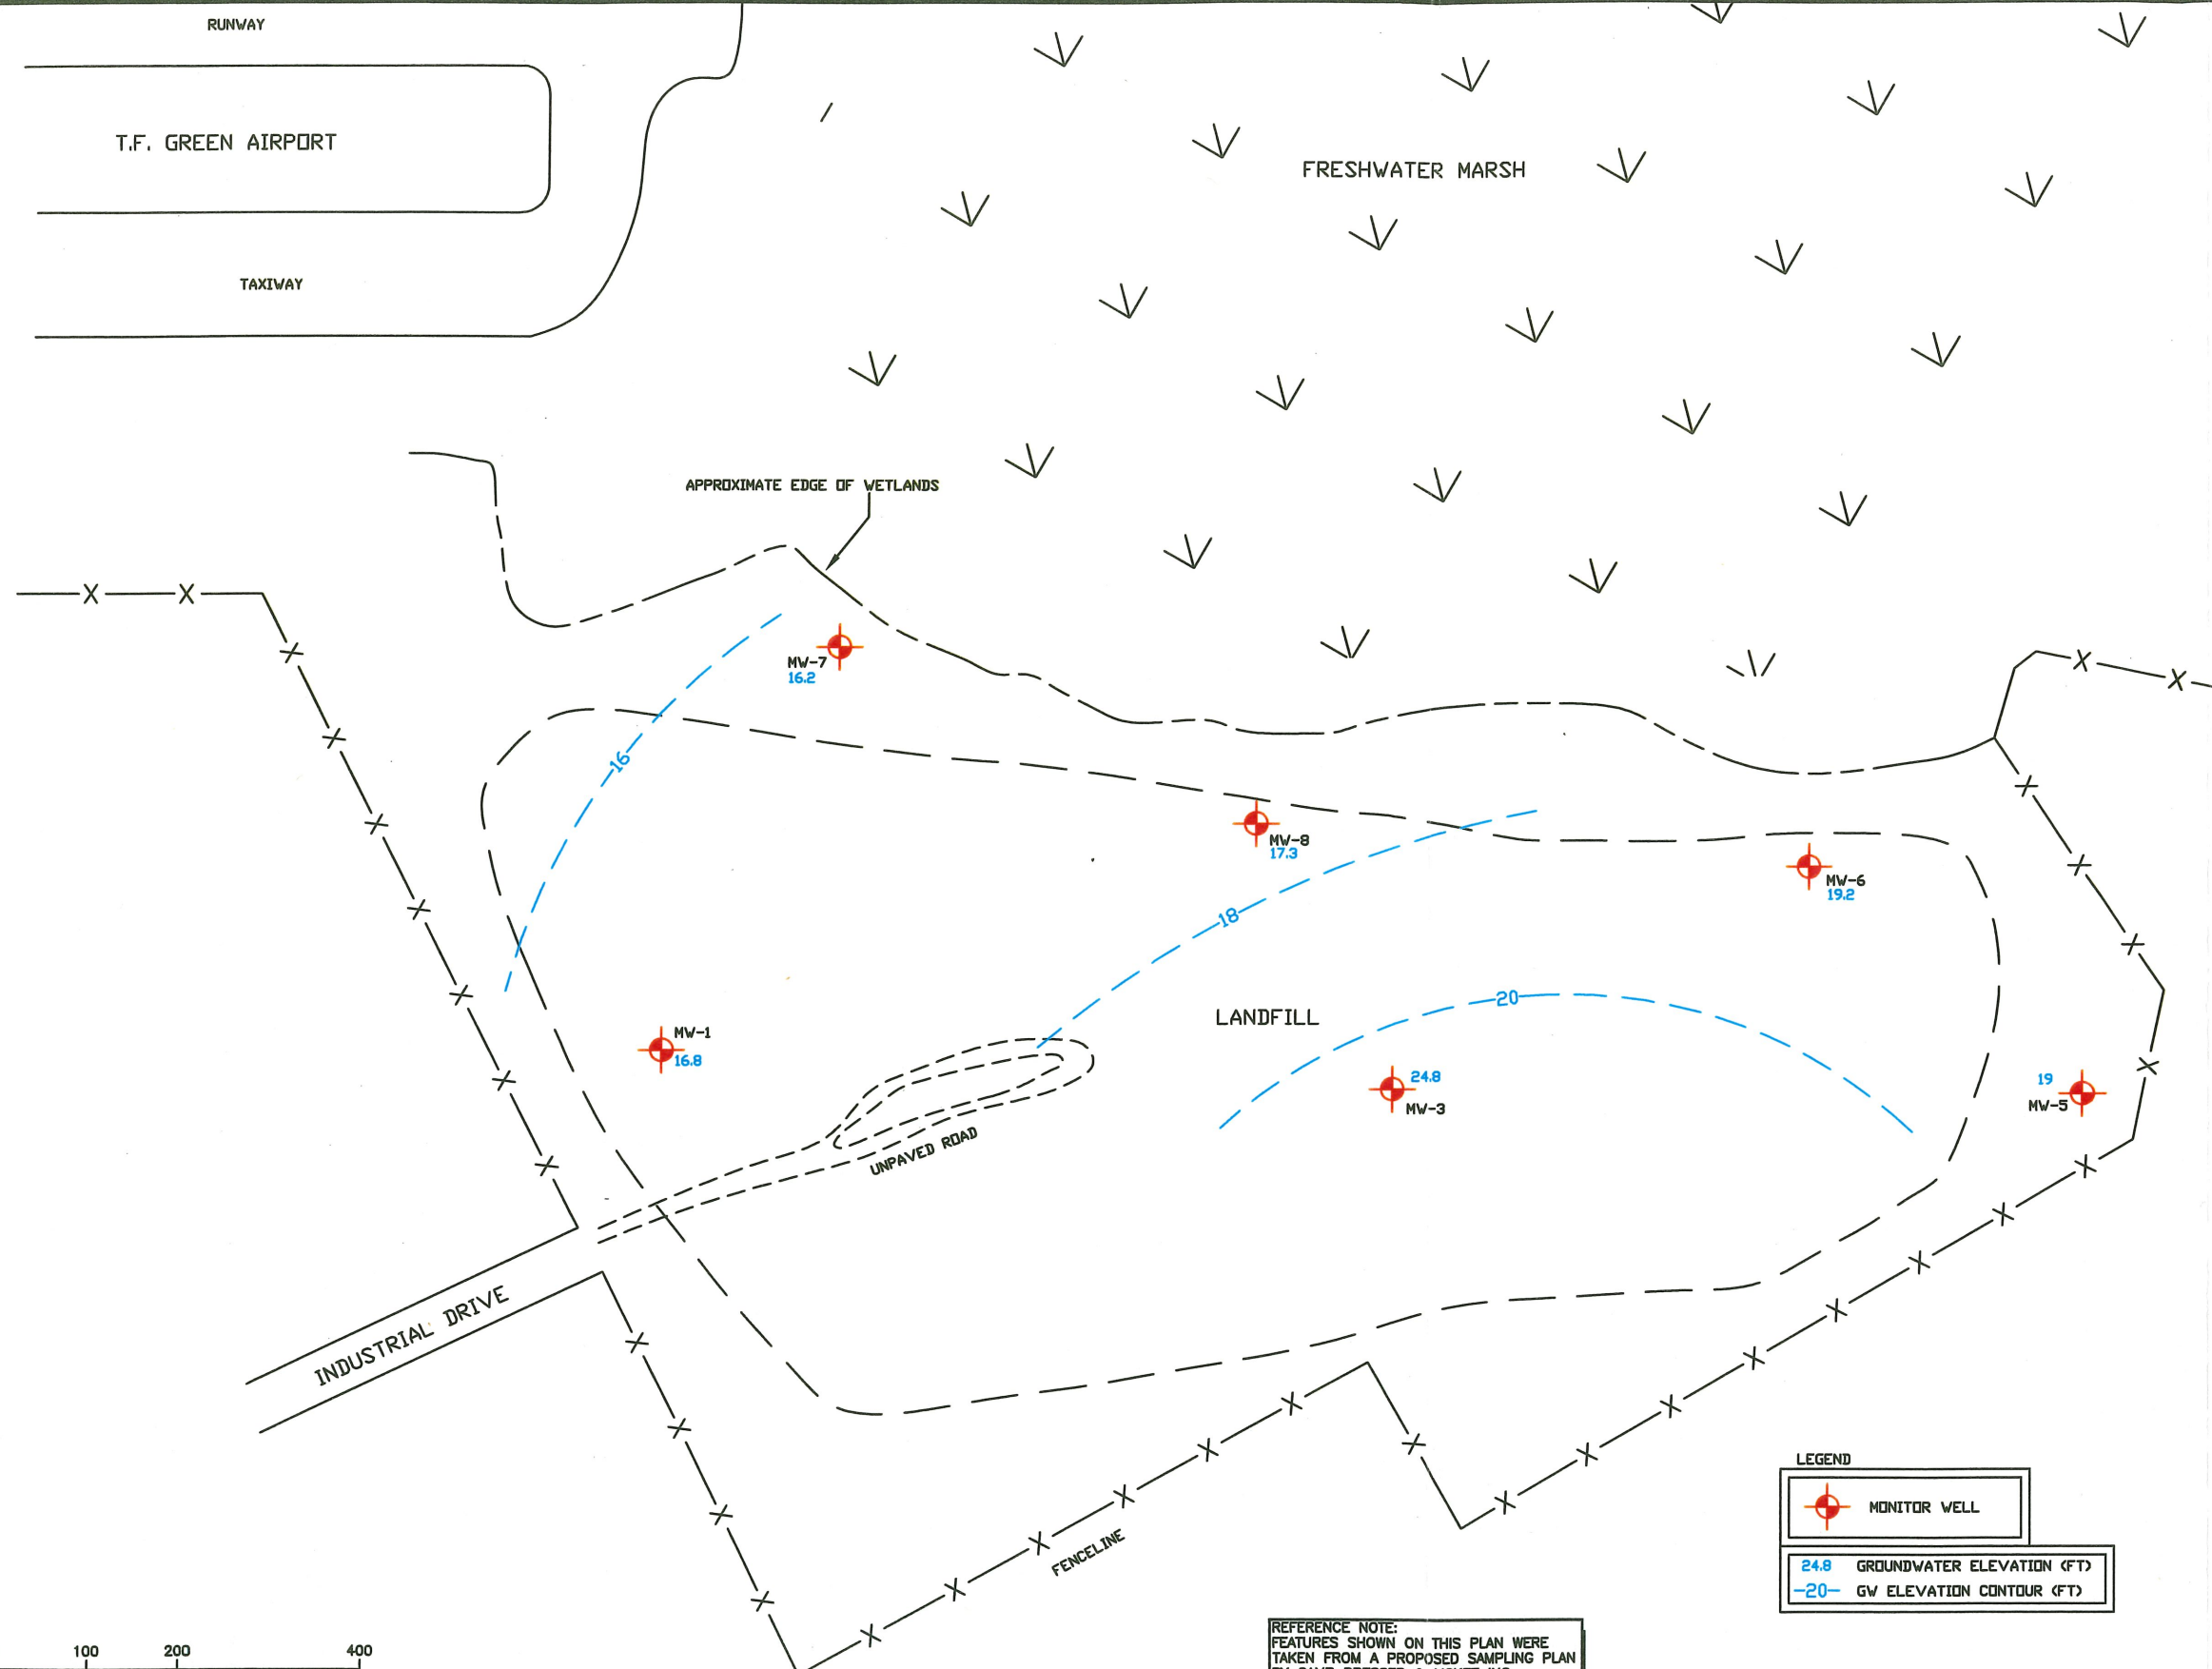 RUNWAY
T.F. GREEN AIRPORT
FRESHWATER MARSH
TAXIWAY
APPROXIMATE EDGE OF WETLANDS
MW-7
16.2
16
MW-8
17.3
MW-6
19.2
18
20
LANDFILL
MW-1
16.8
24.8
MW-3
19
MW-5
UNPAVED ROAD
INDUSTRIAL DRIVE
FENCELINE
LEGEND
MONITOR WELL
24.8 GROUNDWATER ELEVATION (FT)
-20- GW ELEVATION CONTOUR (FT)
REFERENCE NOTE:
FEATURES SHOWN ON THIS PLAN WERE
TAKEN FROM A PROPOSED SAMPLING PLAN
100 200 400